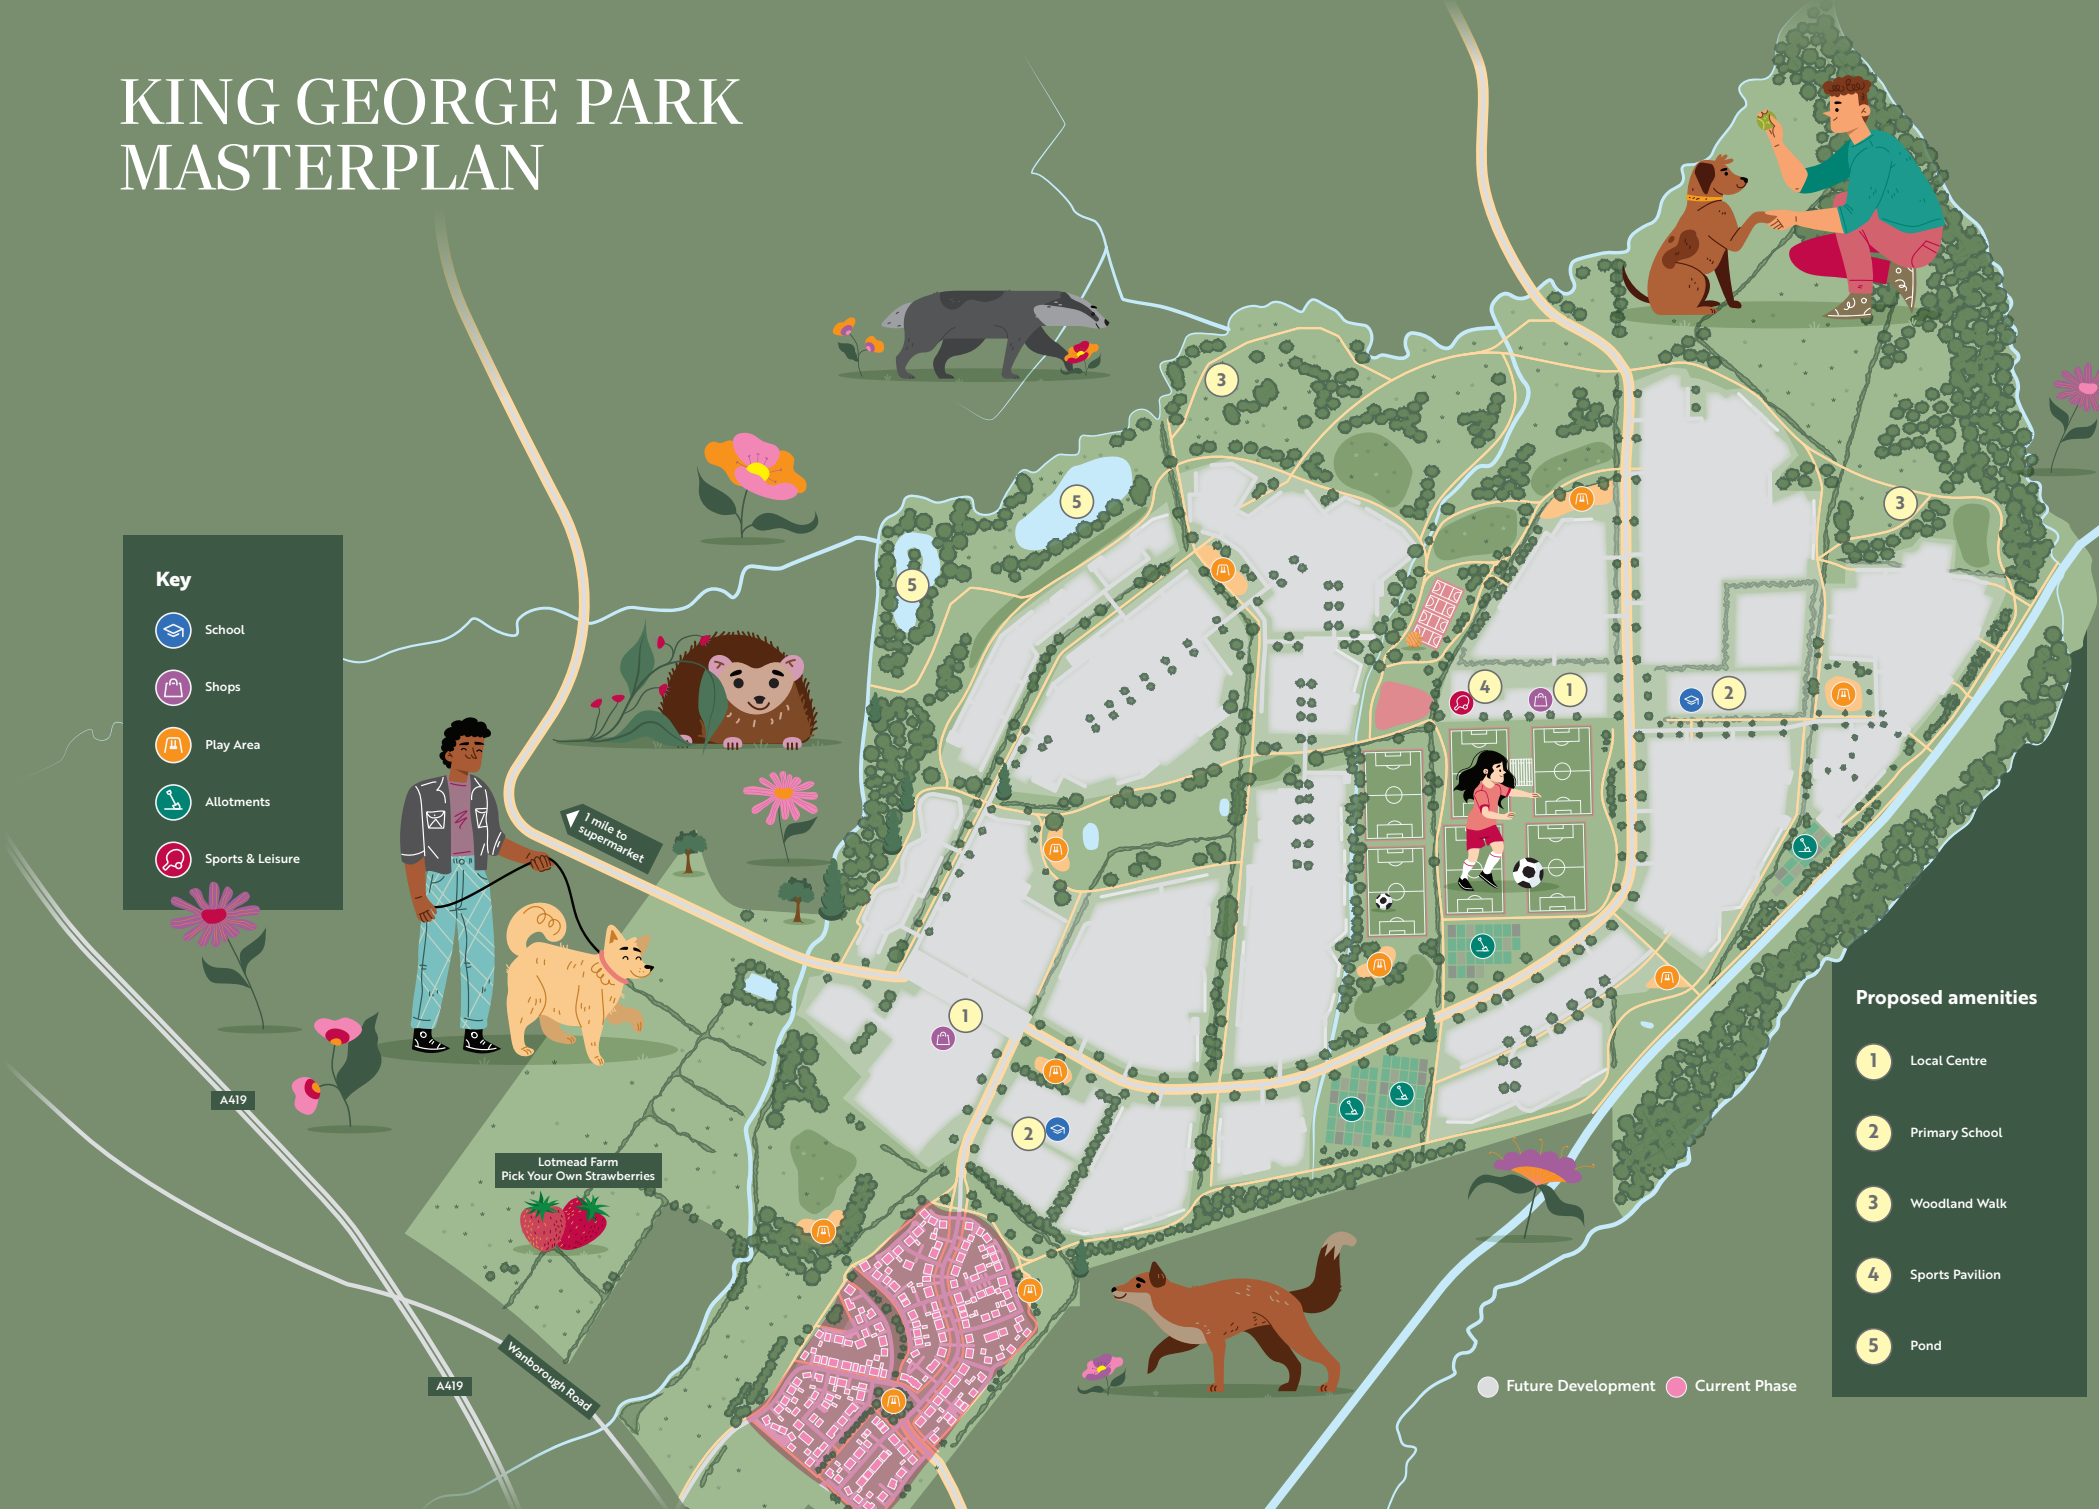 KING GEORGE PARK
MASTERPLAN
3
5
3
5
Key
School
Shops
Play Area
Allotments
Sports & Leisure
4
1
2
1 mile to
supermarket
1
2
A419
Lotmead Farm
Pick Your Own Strawberries
Wanborough Road
A419
Proposed amenities
1 Local Centre
2 Primary School
3 Woodland Walk
4 Sports Pavilion
5 Pond
Future Development
Current Phase